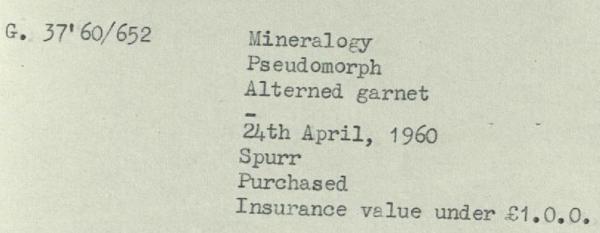 G. 37'60/652 Mineralogy
Pseudomorph
Alterned garnet
-
24th April, 1960
Spurr
Purchased
Insurance value under £1.0.0.